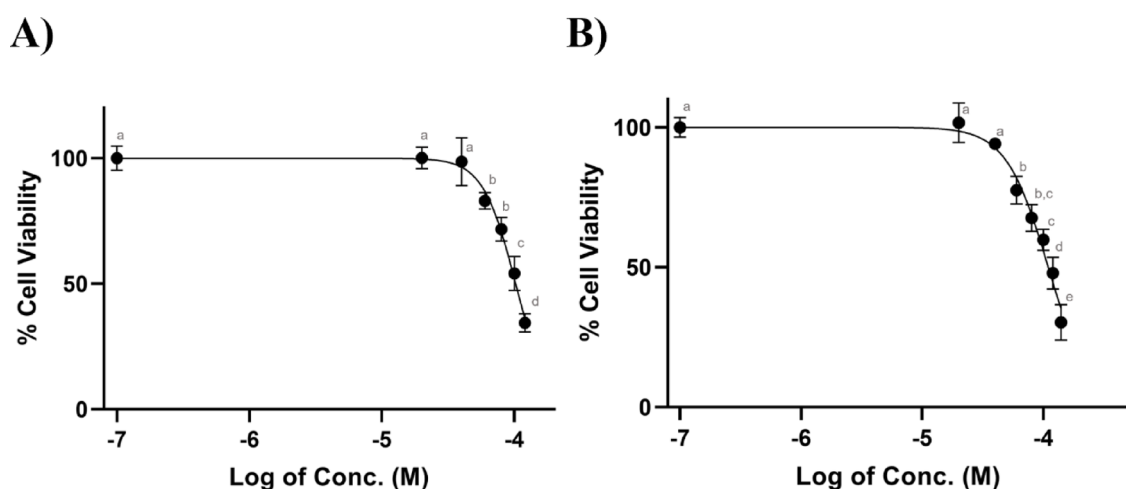 A)
B)
% Cell Viability
100
50
0
a
a
a
b
b
c
d
-7
-6
-5
-4
Log of Conc. (M)
% Cell Viability
100
50
0
a
a
a
b
b,c
c
d
e
-7
-6
-5
-4
Log of Conc. (M)